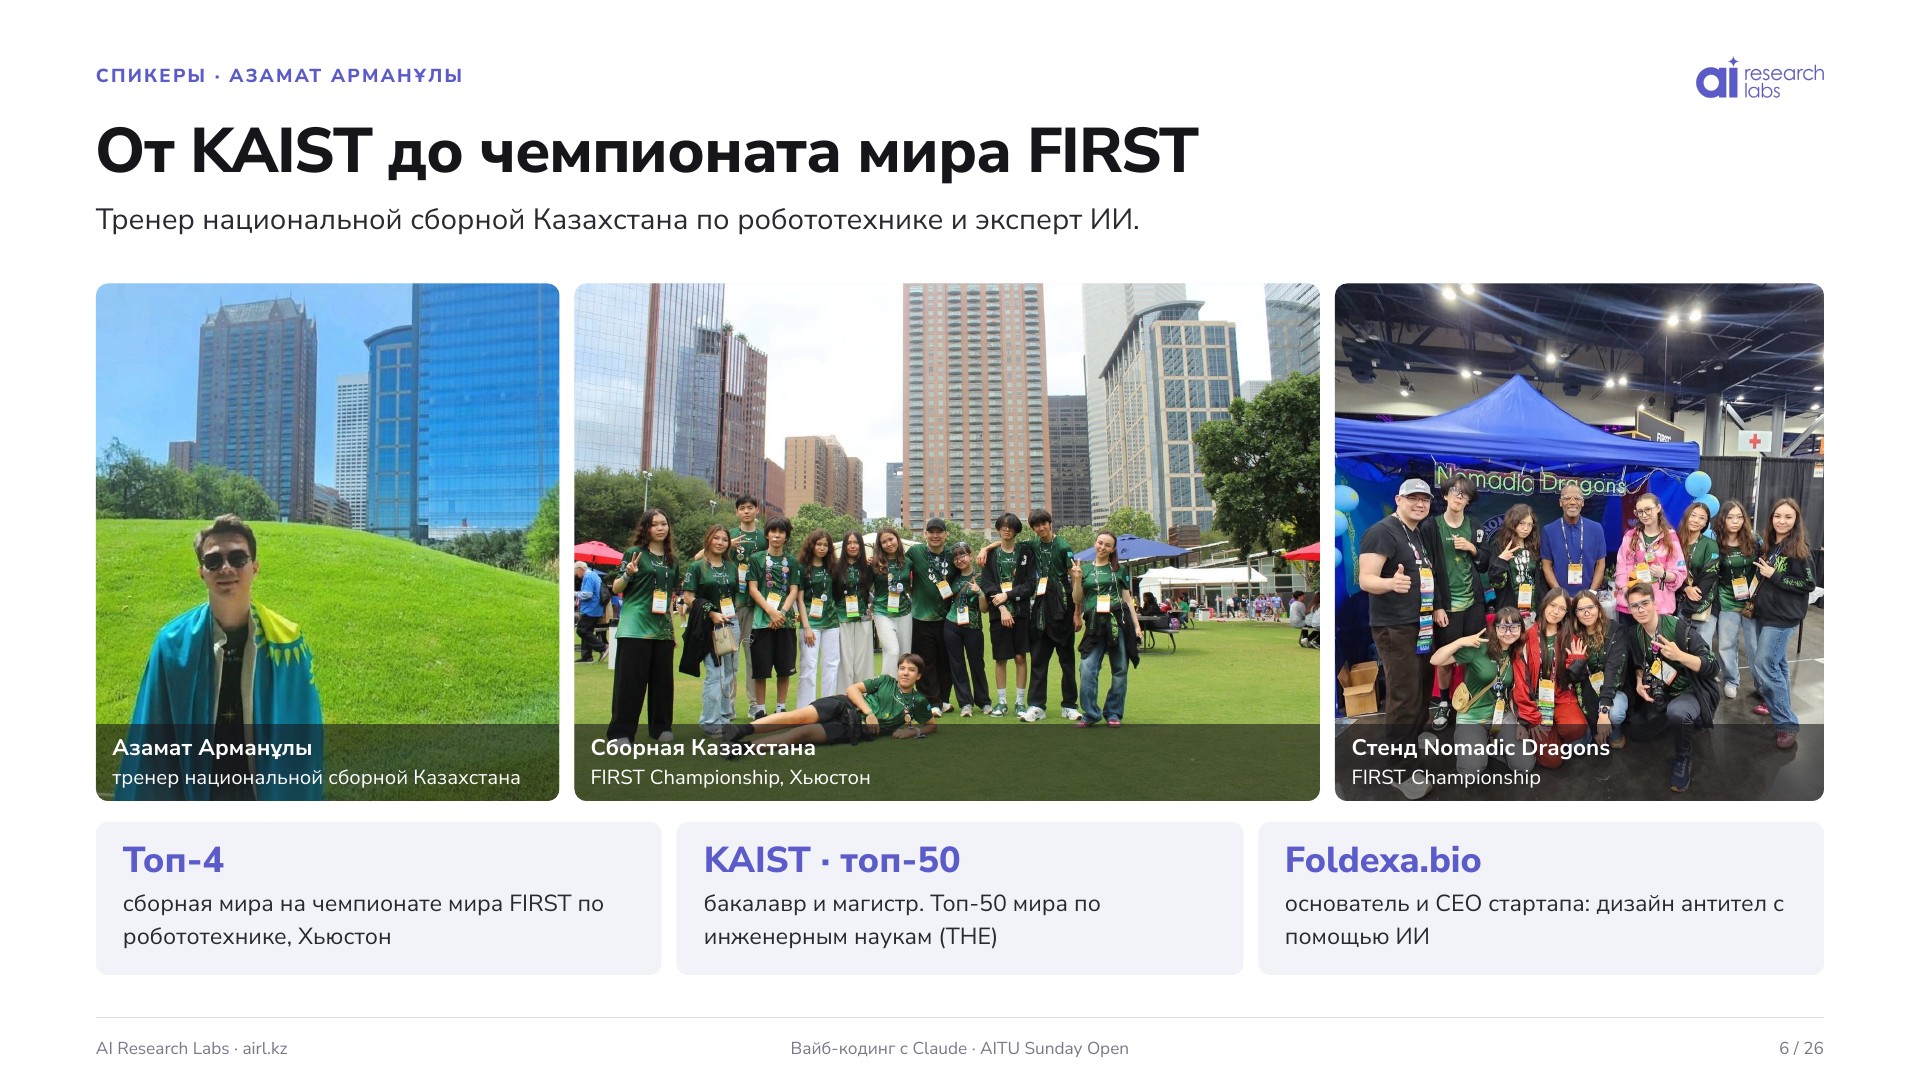 СПИКЕРЫ · АЗАМАТ АРМАНҰЛЫ
ai research
labs
От KAIST до чемпионата мира FIRST
Тренер национальной сборной Казахстана по робототехнике и эксперт ИИ.
FIRST
Nomadic Dragons
Азамат Арманұлы
тренер национальной сборной Казахстана
Сборная Казахстана
FIRST Championship, Хьюстон
Стенд Nomadic Dragons
FIRST Championship
Топ-4
сборная мира на чемпионате мира FIRST по
робототехнике, Хьюстон
KAIST · топ-50
бакалавр и магистр. Топ-50 мира по
инженерным наукам (THE)
Foldexa.bio
основатель и CEO стартапа: дизайн антител с
помощью ИИ
AI Research Labs · airl.kz
Вайб-кодинг с Claude · AITU Sunday Open
6 / 26